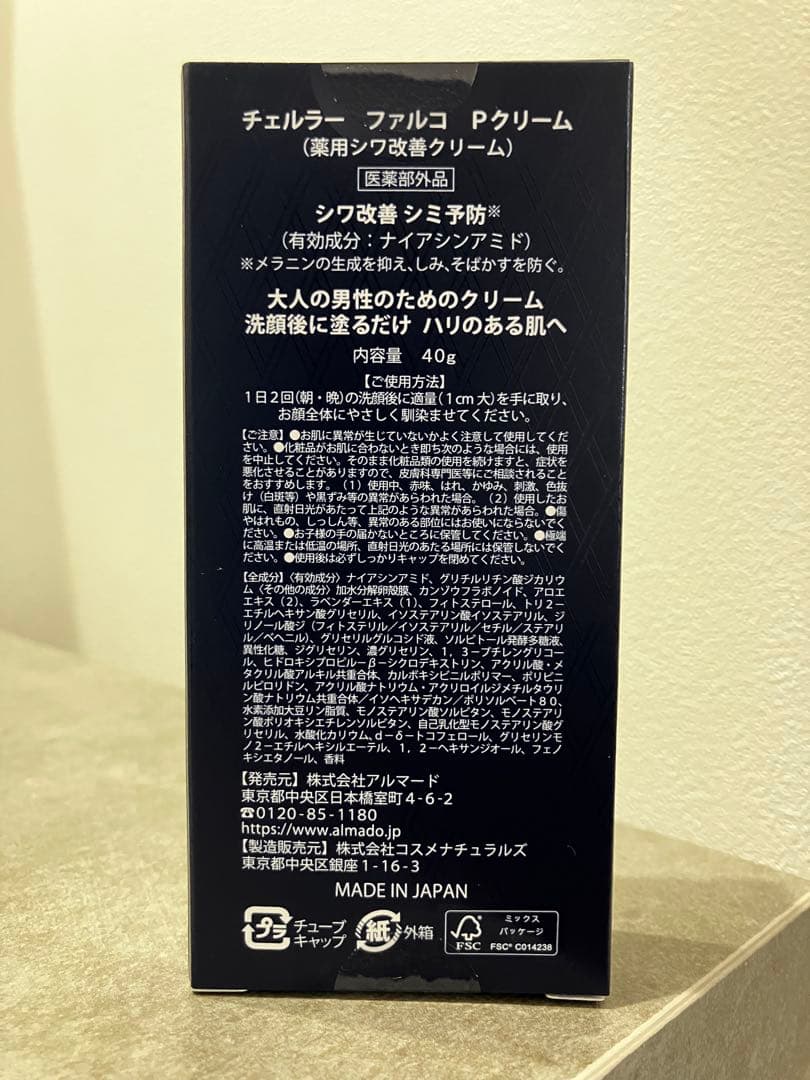 チェルラー　ファルコ　Pクリーム
（薬用シワ改善クリーム）
医薬部外品
シワ改善 シミ予防※
（有効成分：ナイアシンアミド）
※メラニンの生成を抑え、しみ、そばかすを防ぐ。
大人の男性のためのクリーム
洗顔後に塗るだけ ハリのある肌へ
内容量　40g
【ご使用方法】
1日2回（朝・晩）の洗顔後に適量（1cm大）を手に取り、
お顔全体にやさしく馴染ませてください。
【ご注意】●お肌に異常が生じていないかよく注意して使用してくだ
さい。●化粧品がお肌に合わないとき即ち次のような場合には、使用
を中止してください。そのまま化粧品類の使用を続けますと、症状を
悪化させることがありますので、皮膚科専門医等にご相談されること
をおすすめします。（1）使用中、赤味、はれ、かゆみ、刺激、色抜
け（白斑等）や黒ずみ等の異常があらわれた場合。（2）使用したお
肌に、直射日光があたって上記のような異常があらわれた場合。●傷
やはれもの、しっしん等、異常のある部位にはお使いにならないでく
ださい。●お子様の手の届かないところに保管してください。●極端
に高温または低温の場所、直射日光のあたる場所には保管しないでく
ださい。●使用後は必ずしっかりキャップを閉めてください。
【全成分】〈有効成分〉ナイアシンアミド、グリチルリチン酸ジカリウ
ム〈その他の成分〉加水分解卵殻膜、カンゾウフラボノイド、アロエ
エキス（2）、ラベンダーエキス（1）、フィトステロール、トリ2－
エチルヘキサン酸グリセリル、イソステアリン酸イソステアリル、ジ
リノール酸ジ（フィトステリル／イソステアリル／セチル／ステアリ
ル／ベヘニル）、グリセリルグルコシド液、ソルビトール発酵多糖液、
異性化糖、ジグリセリン、濃グリセリン、1，3－ブチレングリコー
ル、ヒドロキシプロピル－β－シクロデキストリン、アクリル酸・メ
タクリル酸アルキル共重合体、カルボキシビニルポリマー、ポリビニ
ルピロリドン、アクリル酸ナトリウム・アクリロイルジメチルタウリ
ン酸ナトリウム共重合体／イソヘキサデカン／ポリソルベート80、
水素添加大豆リン脂質、モノステアリン酸ソルビタン、モノステアリ
ン酸ポリオキシエチレンソルビタン、自己乳化型モノステアリン酸グ
リセリル、水酸化カリウム、d－δ－トコフェロール、グリセリンモ
ノ2－エチルヘキシルエーテル、1，2－ヘキサンジオール、フェノ
キシエタノール、香料
【発売元】株式会社アルマード
東京都中央区日本橋室町4-6-2
☎0120-85-1180
https://www.almado.jp
【製造販売元】株式会社コスメナチュラルズ
東京都中央区銀座1-16-3
MADE IN JAPAN
プラ チューブ キャップ
紙 外箱
FSC ミックス パッケージ FSC® C014238